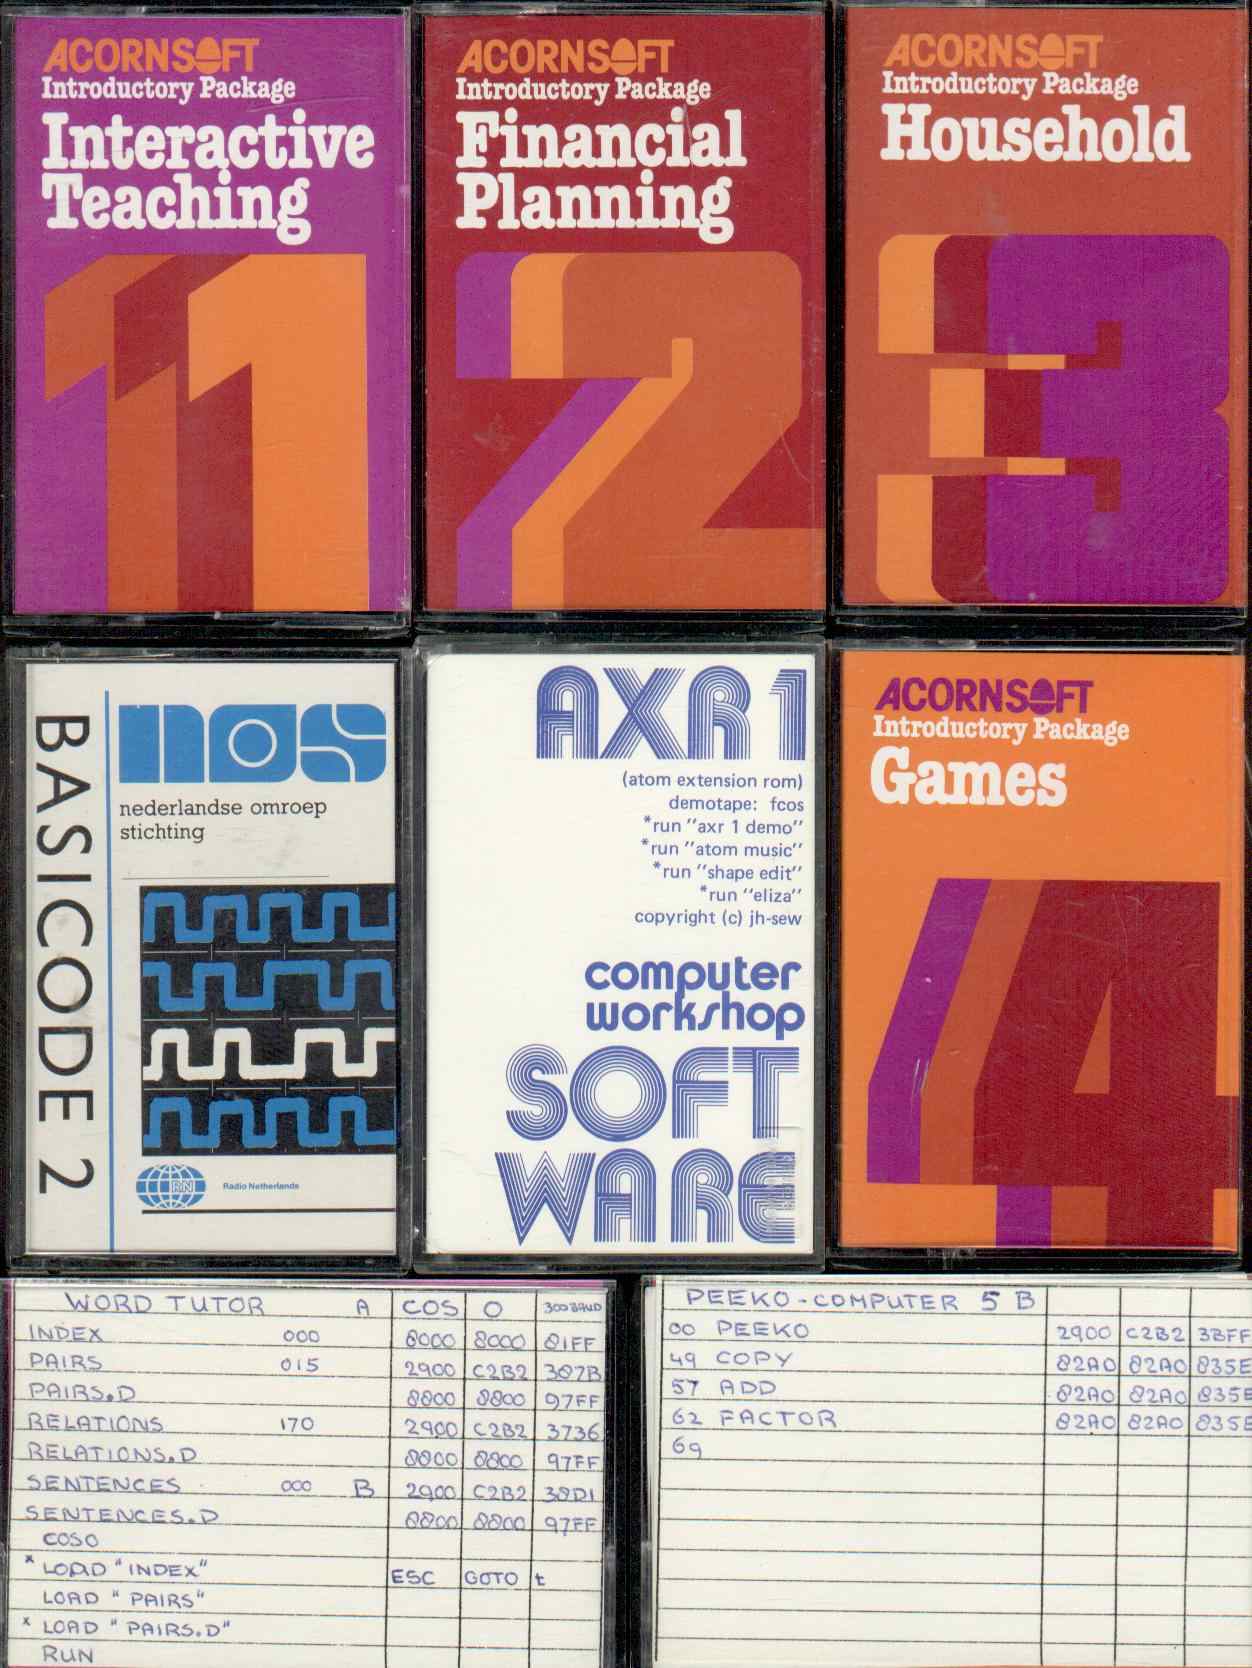 ACORNSOFT
Introductory Package
Interactive
Teaching
1
ACORNSOFT
Introductory Package
Financial
Planning
2
ACORNSOFT
Introductory Package
Household
3
BASICODE 2
nos
nederlandse omroep
stichting
RN
Radio Netherlands
AXR1
(atom extension rom)
demotape: fcos
*run "axr 1 demo"
*run "atom music"
*run "shape edit"
*run "eliza"
copyright (c) jh-sew
computer
workshop
SOFT
WARE
ACORNSOFT
Introductory Package
Games
4
WORD TUTOR A COS 0 300BAUD
INDEX 000 8000 8000 81FF
PAIRS 015 2900 C2B2 387B
PAIRS.D 8800 8800 97FF
RELATIONS 170 2900 C2B2 3736
RELATIONS.D 8800 8800 97FF
SENTENCES 000 B 2900 C2B2 38D1
SENTENCES.D 8800 8800 97FF
COSO
* LOAD "INDEX" ESC GOTO t
LOAD "PAIRS"
* LOAD "PAIRS.D"
RUN
PEEKO-COMPUTER 5 B
00 PEEKO 2900 C2B2 3BFF
49 COPY 82A0 82A0 835E
57 ADD 82A0 82A0 835E
62 FACTOR 82A0 82A0 835E
69